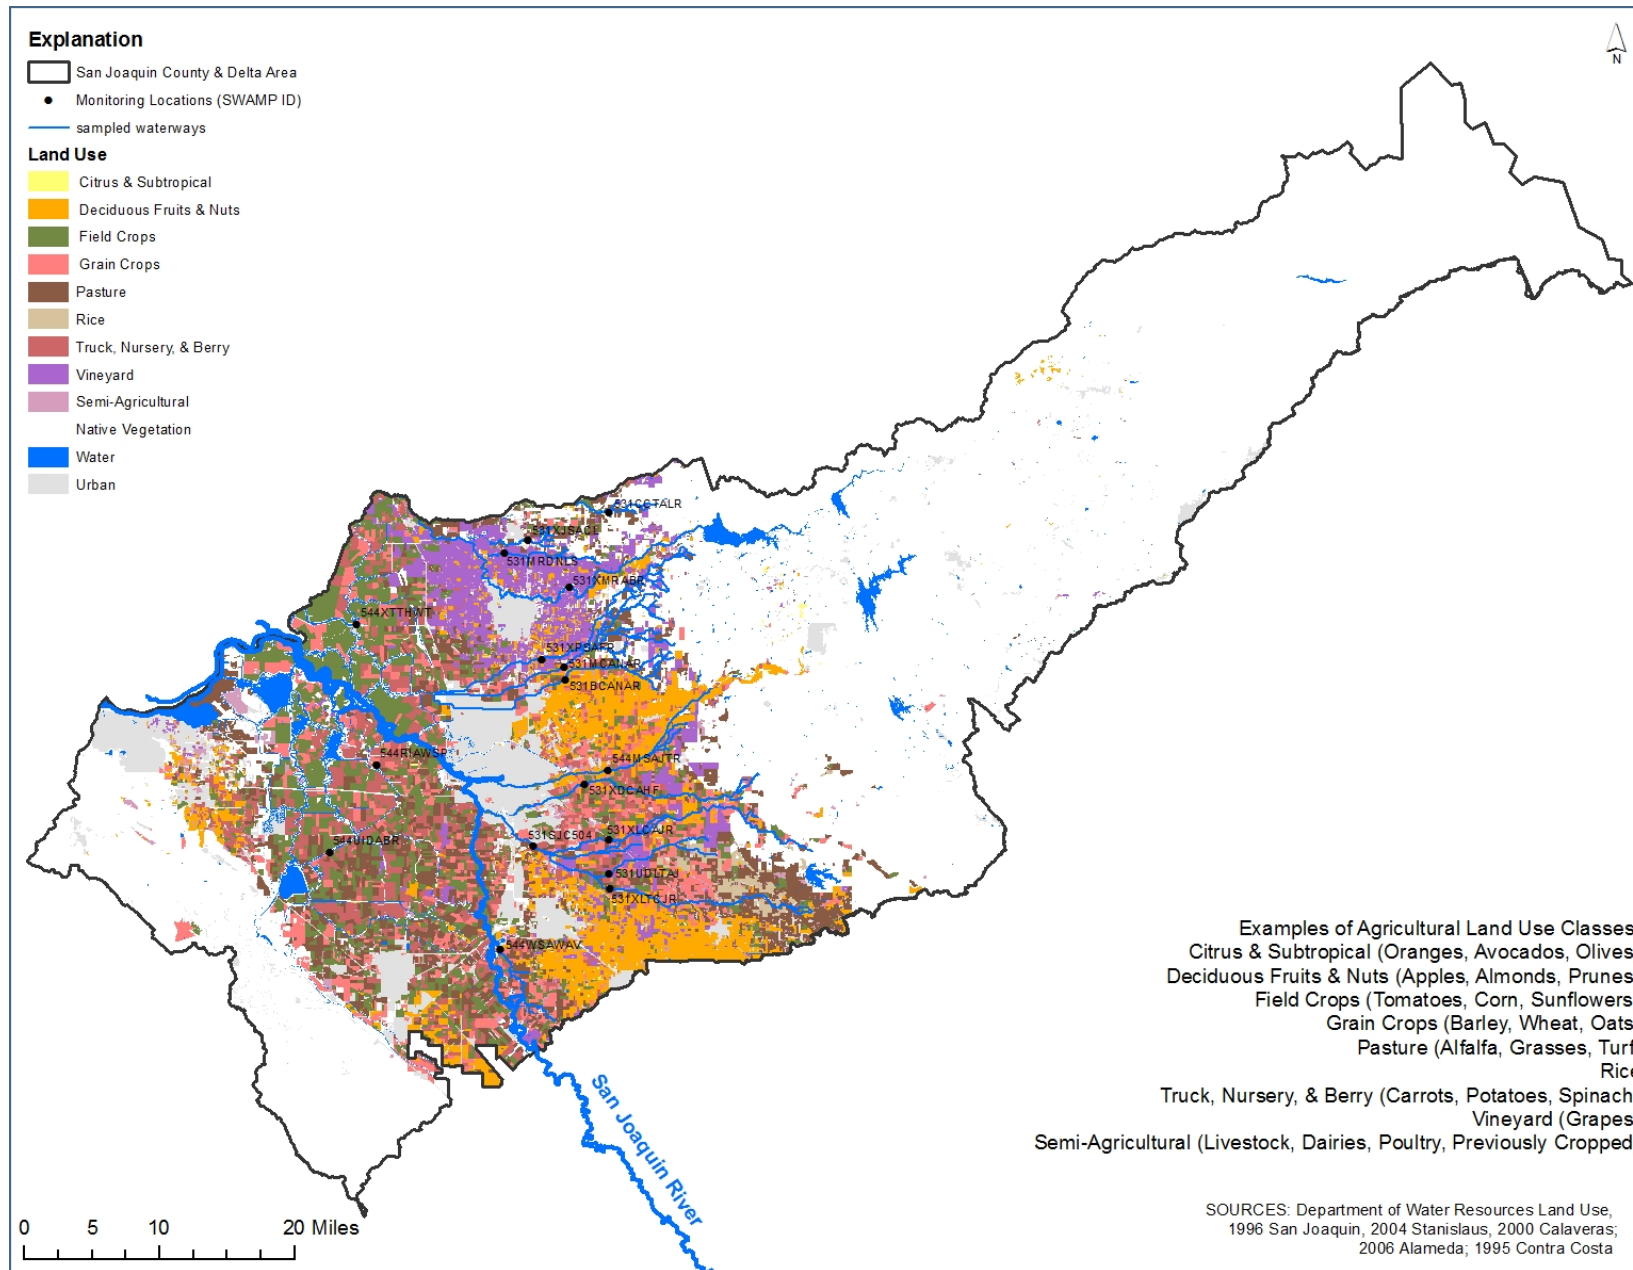 Explanation
San Joaquin County & Delta Area
Monitoring Locations (SWAMP ID)
sampled waterways
Land Use
Citrus & Subtropical
Deciduous Fruits & Nuts
Field Crops
Grain Crops
Pasture
Rice
Truck, Nursery, & Berry
Vineyard
Semi-Agricultural
Native Vegetation
Water
Urban
N
531CCTALR
531XJSAC1
531MRDNLS
531XMRABR
544XTTHWT
531XPSAFR
531MCANAR
531BCANAR
544RIAWSP
544MSAJTR
531XDCAHF
531SJC504
531XLCAJR
544UIDABR
531UDLTAJ
531XLTCJR
544WSAWAV
San Joaquin River
Examples of Agricultural Land Use Classes
Citrus & Subtropical (Oranges, Avocados, Olives
Deciduous Fruits & Nuts (Apples, Almonds, Prunes
Field Crops (Tomatoes, Corn, Sunflowers
Grain Crops (Barley, Wheat, Oats
Pasture (Alfalfa, Grasses, Turf
Rice
Truck, Nursery, & Berry (Carrots, Potatoes, Spinach
Vineyard (Grapes
Semi-Agricultural (Livestock, Dairies, Poultry, Previously Cropped
SOURCES: Department of Water Resources Land Use,
1996 San Joaquin, 2004 Stanislaus, 2000 Calaveras;
2006 Alameda; 1995 Contra Costa
0 5 10 20 Miles